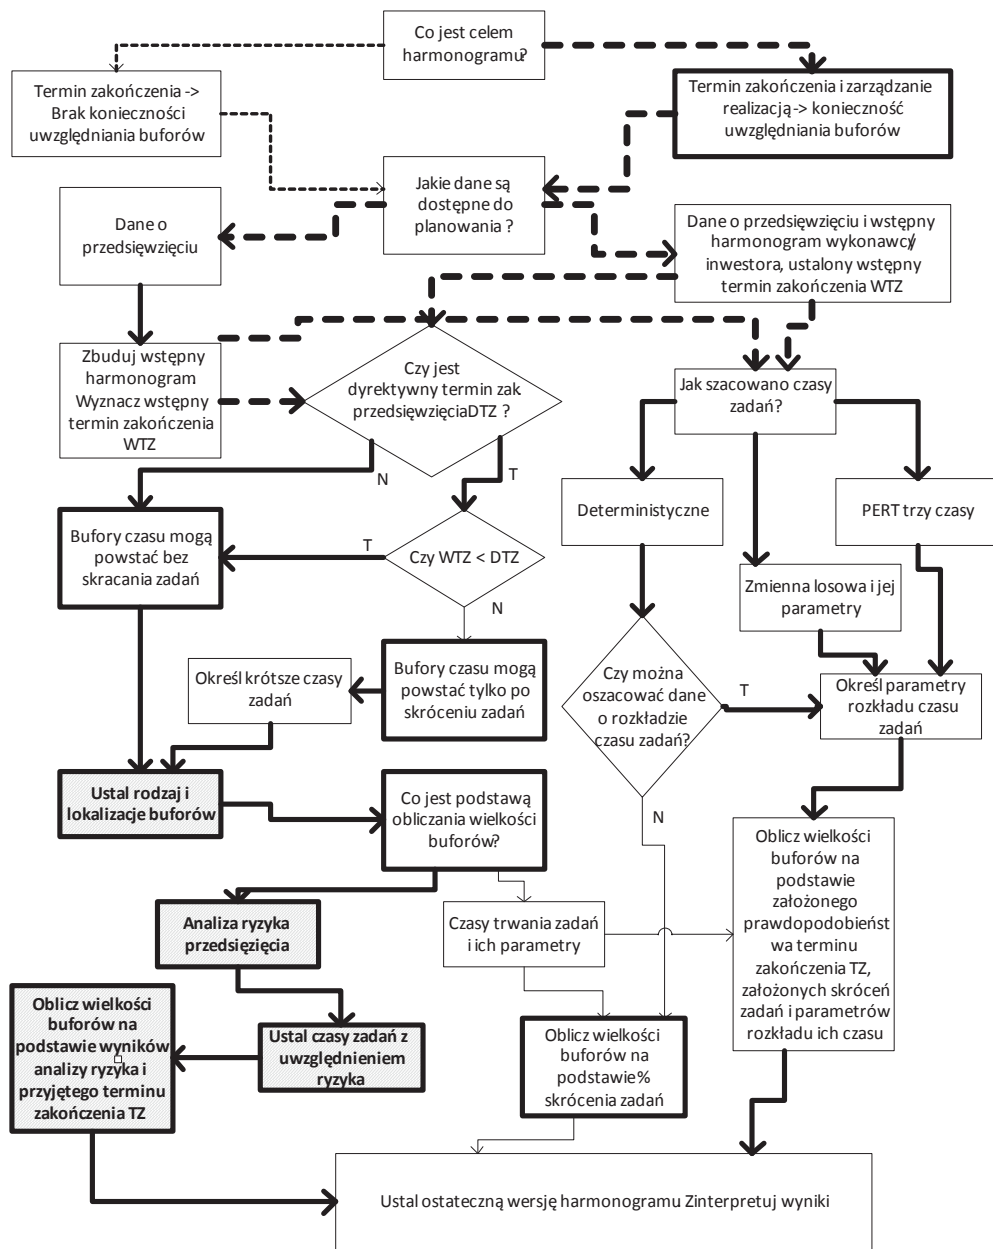 Co jest celem
harmonogramu?
Termin zakończenia ->
Brak konieczności
uwzględniania buforów
Termin zakończenia i zarządzanie
realizacją-> konieczność
uwzględniania buforów
Jakie dane są
dostępne do
planowania ?
Dane o
przedsięwzięciu
Dane o przedsięwzięciu i wstępny
harmonogram wykonawcy/
inwestora, ustalony wstępny
termin zakończenia WTZ
Zbuduj wstępny
harmonogram
Wyznacz wstępny
termin zakończenia
WTZ
Czy jest
dyrektywny termin zak.
przedsięwzięciaDTZ ?
Jak szacowano czasy
zadań?
N
T
Deterministyczne
PERT trzy czasy
Bufory czasu mogą
powstać bez
skracania zadań
T
Czy WTZ < DTZ
N
Zmienna losowa i jej
parametry
Określ krótsze czasy
zadań
Bufory czasu mogą
powstać tylko po
skróceniu zadań
Czy można
oszacować dane
o rozkładzie
czasu zadań?
T
Określ parametry
rozkładu czasu
zadań
Ustal rodzaj i
lokalizacje buforów
Co jest podstawą
obliczania wielkości
buforów?
N
Oblicz wielkości
buforów na
podstawie
założonego
prawdopodobieńst
wa terminu
zakończenia TZ,
założonych skróceń
zadań i parametrów
rozkładu ich czasu
Analiza ryzyka
przedsięzięcia
Czasy trwania zadań
i ich parametry
Oblicz wielkości
buforów na
podstawie wyników
analizy ryzyka i
przyjętego terminu
zakończenia TZ
Ustal czasy zadań z
uwzględnieniem
ryzyka
Oblicz wielkości
buforów na
podstawie%
skrócenia zadań
Ustal ostateczną wersję harmonogramu Zinterpretuj wyniki